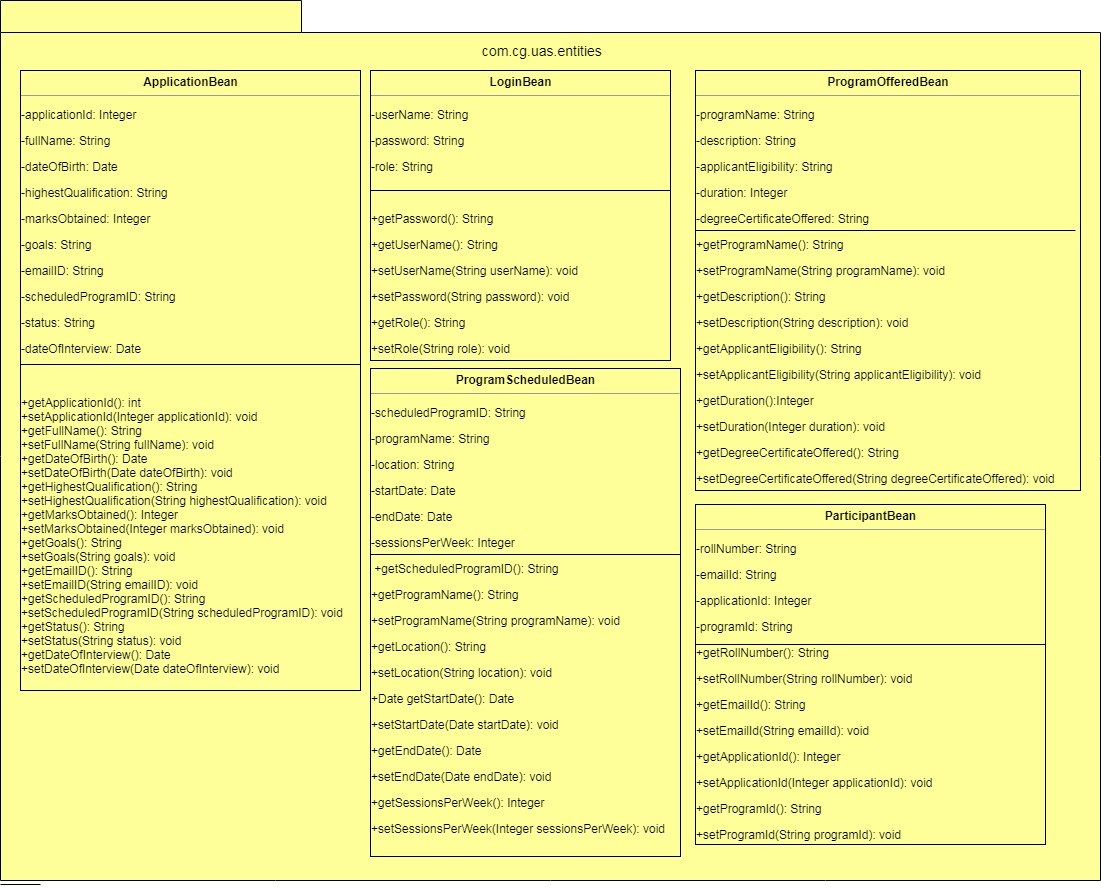 com.cg.uas.entities
ApplicationBean
-applicationId: Integer
-fullName: String
-dateOfBirth: Date
-highestQualification: String
-marksObtained: Integer
-goals: String
-emailID: String
-scheduledProgramID: String
-status: String
-dateOfInterview: Date
+getApplicationId(): int
+setApplicationId(Integer applicationId): void
+getFullName(): String
+setFullName(String fullName): void
+getDateOfBirth(): Date
+setDateOfBirth(Date dateOfBirth): void
+getHighestQualification(): String
+setHighestQualification(String highestQualification): void
+getMarksObtained(): Integer
+setMarksObtained(Integer marksObtained): void
+getGoals(): String
+setGoals(String goals): void
+getEmailID(): String
+setEmailID(String emailID): void
+getScheduledProgramID(): String
+setScheduledProgramID(String scheduledProgramID): void
+getStatus(): String
+setStatus(String status): void
+getDateOfInterview(): Date
+setDateOfInterview(Date dateOfInterview): void
LoginBean
-userName: String
-password: String
-role: String
+getPassword(): String
+getUserName(): String
+setUserName(String userName): void
+setPassword(String password): void
+getRole(): String
+setRole(String role): void
ProgramScheduledBean
-scheduledProgramID: String
-programName: String
-location: String
-startDate: Date
-endDate: Date
-sessionsPerWeek: Integer
+getScheduledProgramID(): String
+getProgramName(): String
+setProgramName(String programName): void
+getLocation(): String
+setLocation(String location): void
+Date getStartDate(): Date
+setStartDate(Date startDate): void
+getEndDate(): Date
+setEndDate(Date endDate): void
+getSessionsPerWeek(): Integer
+setSessionsPerWeek(Integer sessionsPerWeek): void
ProgramOfferedBean
-programName: String
-description: String
-applicantEligibility: String
-duration: Integer
-degreeCertificateOffered: String
+getProgramName(): String
+setProgramName(String programName): void
+getDescription(): String
+setDescription(String description): void
+getApplicantEligibility(): String
+setApplicantEligibility(String applicantEligibility): void
+getDuration():Integer
+setDuration(Integer duration): void
+getDegreeCertificateOffered(): String
+setDegreeCertificateOffered(String degreeCertificateOffered): void
ParticipantBean
-rollNumber: String
-emailId: String
-applicationId: Integer
-programId: String
+getRollNumber(): String
+setRollNumber(String rollNumber): void
+getEmailId(): String
+setEmailId(String emailId): void
+getApplicationId(): Integer
+setApplicationId(Integer applicationId): void
+getProgramId(): String
+setProgramId(String programId): void